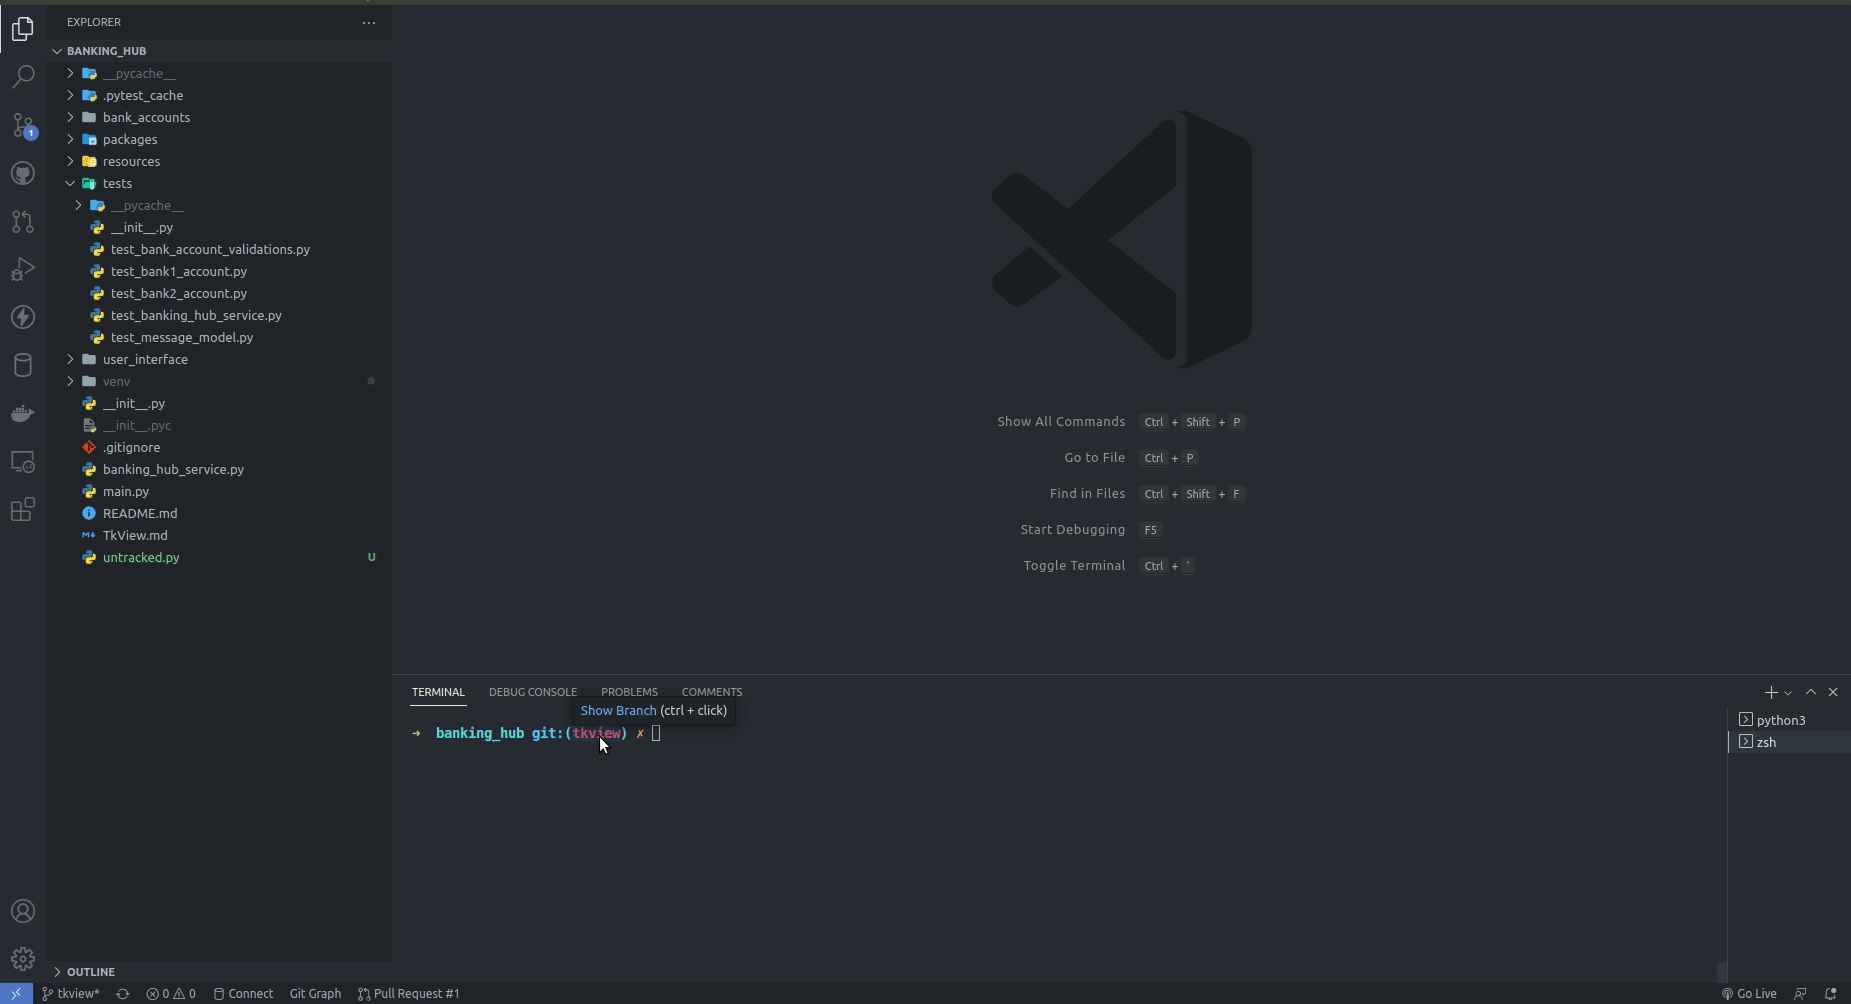 EXPLORER
BANKING_HUB
__pycache__
.pytest_cache
bank_accounts
packages
resources
tests
__pycache__
__init__.py
test_bank_account_validations.py
test_bank1_account.py
test_bank2_account.py
test_banking_hub_service.py
test_message_model.py
user_interface
venv
__init__.py
__init__.pyc
.gitignore
banking_hub_service.py
main.py
README.md
TkView.md
untracked.py U
OUTLINE
1
Show All Commands Ctrl + Shift + P
Go to File Ctrl + P
Find in Files Ctrl + Shift + F
Start Debugging F5
Toggle Terminal Ctrl + '
TERMINAL DEBUG CONSOLE PROBLEMS COMMENTS
Show Branch (ctrl + click)
➜ banking_hub git:(tkview) ✗
python3
zsh
tkview* 0 0 Connect Git Graph Pull Request #1 Go Live